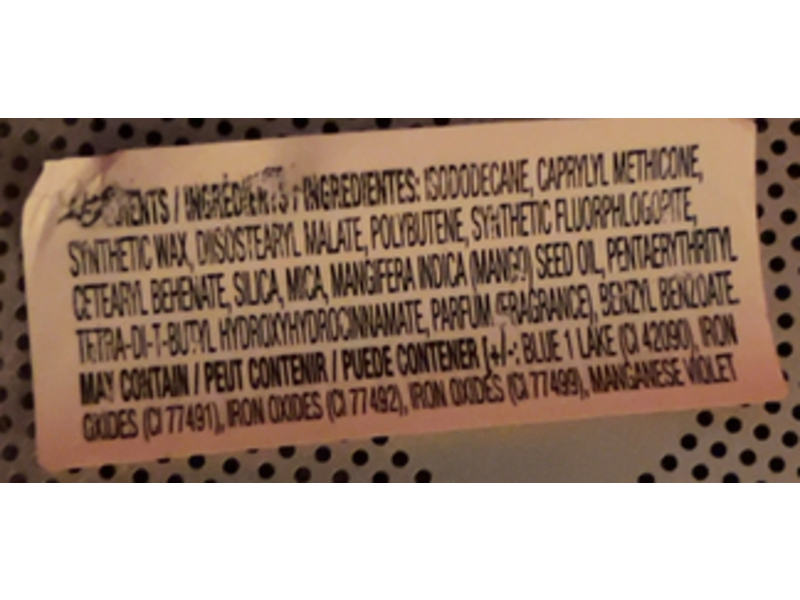 INGREDIENTS / INGRÉDIENTS / INGREDIENTES: ISODODECANE, CAPRYLYL METHICONE,
SYNTHETIC WAX, DIISOSTEARYL MALATE, POLYBUTENE, SYNTHETIC FLUORPHLOGOPITE,
CETEARYL BEHENATE, SILICA, MICA, MANGIFERA INDICA (MANGO) SEED OIL, PENTAERYTHRITYL
TETRA-DI-T-BUTYL HYDROXYHYDROCINNAMATE, PARFUM (FRAGRANCE), BENZYL BENZOATE.
MAY CONTAIN / PEUT CONTENIR / PUEDE CONTENER [+/-: BLUE 1 LAKE (CI 42090), IRON
OXIDES (CI 77491), IRON OXIDES (CI 77492), IRON OXIDES (CI 77499), MANGANESE VIOLET